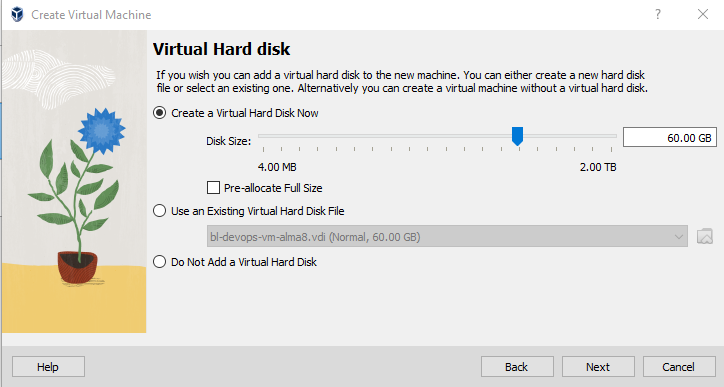 Create Virtual Machine
?
Virtual Hard disk
If you wish you can add a virtual hard disk to the new machine. You can either create a new hard disk
file or select an existing one. Alternatively you can create a virtual machine without a virtual hard disk.
Create a Virtual Hard Disk Now
Disk Size:
60.00 GB
4.00 MB
2.00 TB
Pre-allocate Full Size
Use an Existing Virtual Hard Disk File
bl-devops-vm-alma8.vdi (Normal, 60.00 GB)
Do Not Add a Virtual Hard Disk
Help
Back
Next
Cancel